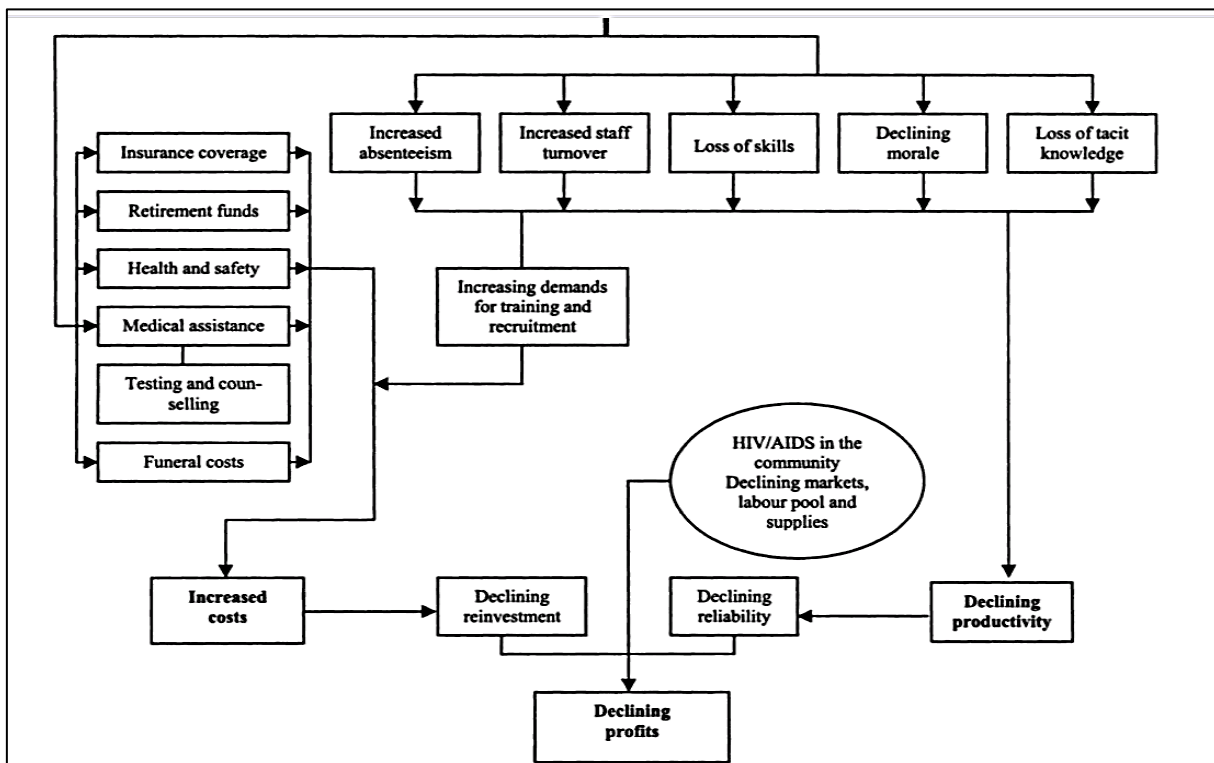 Increased
absenteeism
Increased staff
turnover
Loss of skills
Declining
morale
Loss of tacit
knowledge
Insurance coverage
Retirement funds
Health and safety
Medical assistance
Testing and coun-
selling
Funeral costs
Increasing demands
for training and
recruitment
HIV/AIDS in the
community
Declining markets,
labour pool and
supplies
Increased
costs
Declining
reinvestment
Declining
reliability
Declining
productivity
Declining
profits